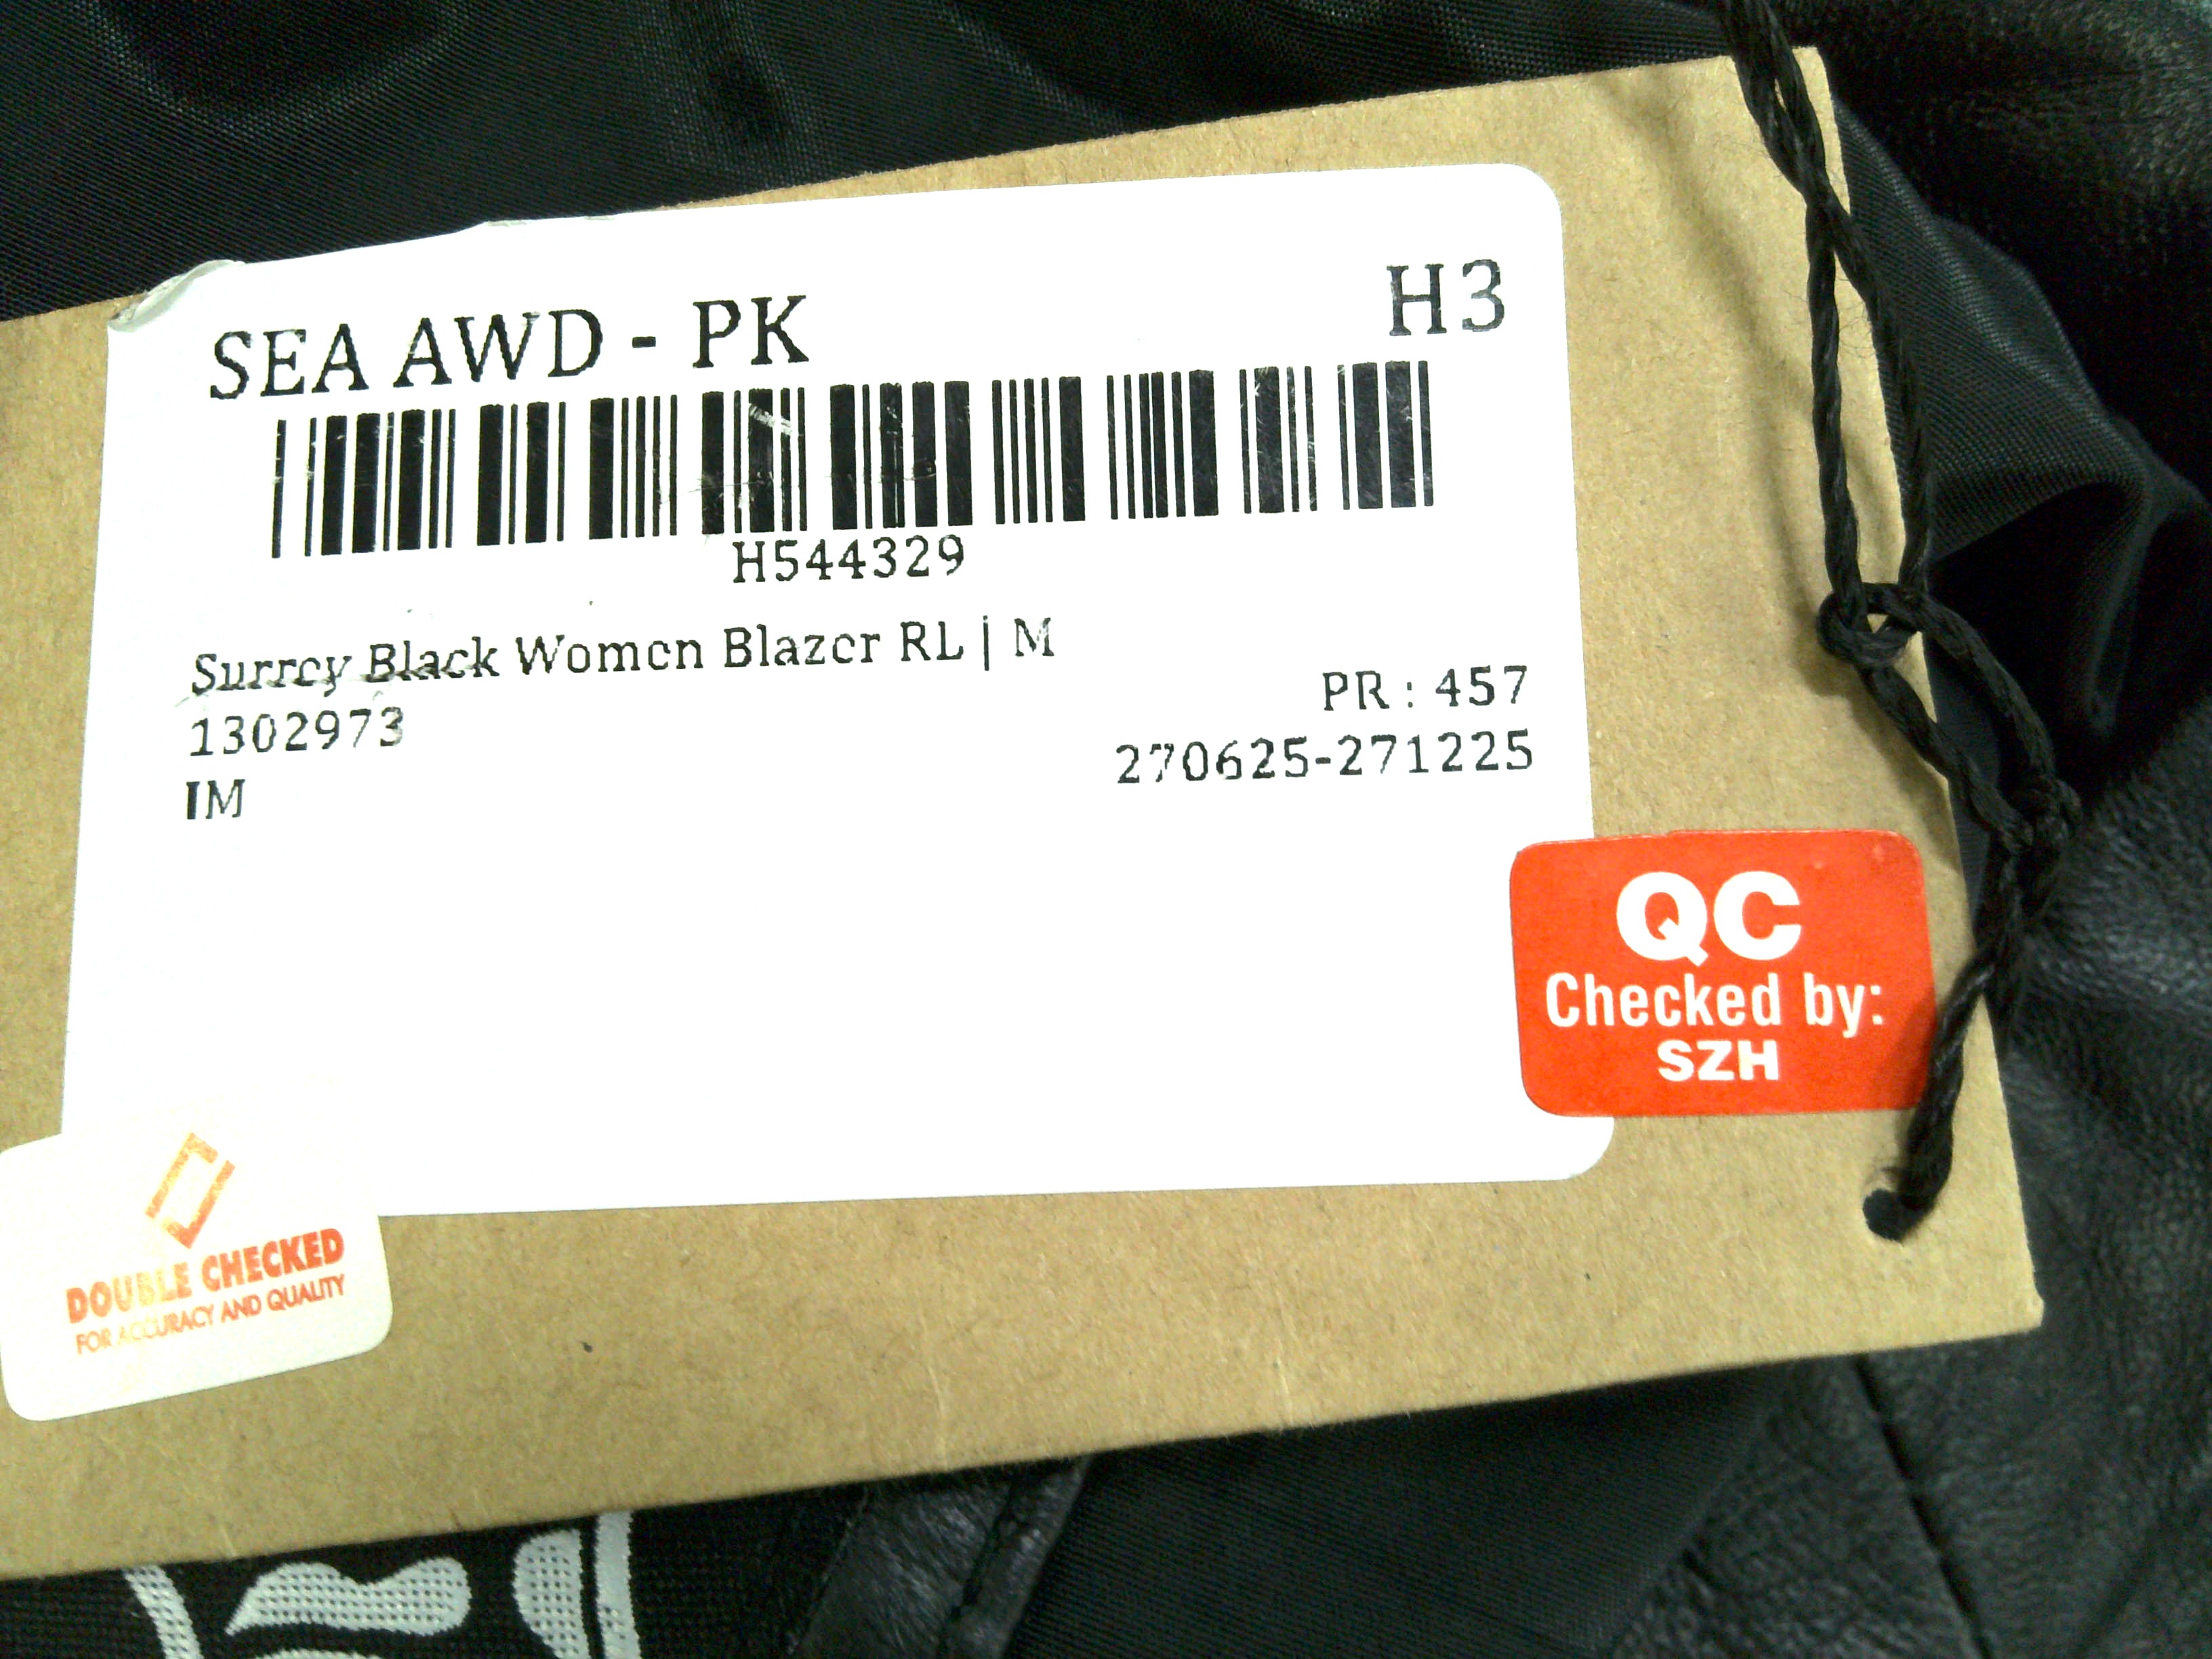 SEA AWD - PK
H3
H544329
Surrey Black Women Blazer RL | M
1302973
PR : 457
IM
270625-271225
QC
Checked by:
SZH
DOUBLE CHECKED
FOR ACCURACY AND QUALITY